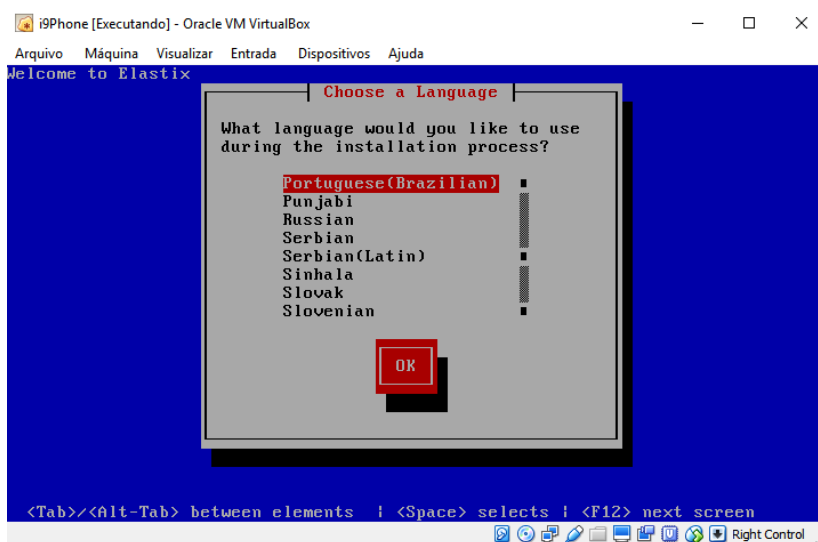 i9Phone [Executando] - Oracle VM VirtualBox
Arquivo Máquina Visualizar Entrada Dispositivos Ajuda
Welcome to Elastix
Choose a Language
What language would you like to use
during the installation process?
Portuguese(Brazilian)
Punjabi
Russian
Serbian
Serbian(Latin)
Sinhala
Slovak
Slovenian
OK
<Tab>/<Alt-Tab> between elements | <Space> selects | <F12> next screen
Right Control